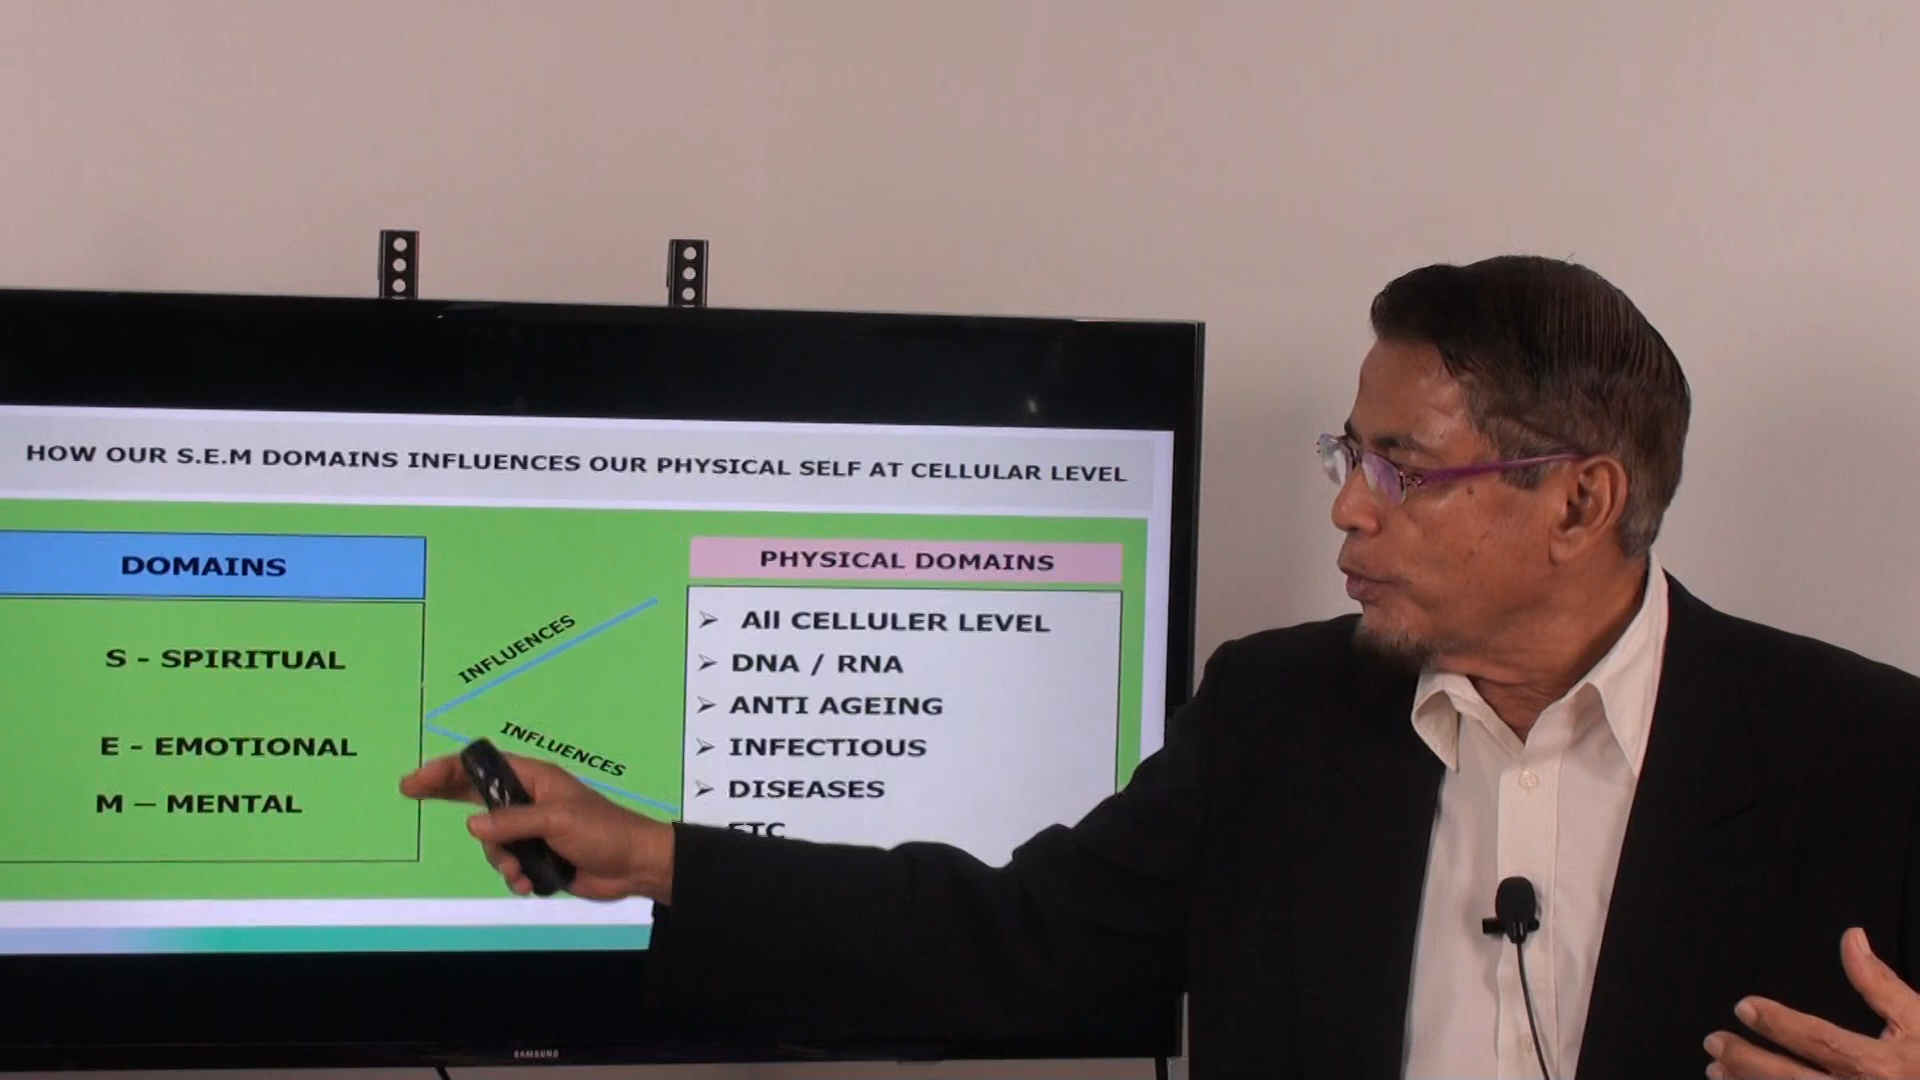 HOW OUR S.E.M DOMAINS INFLUENCES OUR PHYSICAL SELF AT CELLULAR LEVEL
DOMAINS
S - SPIRITUAL
E - EMOTIONAL
M – MENTAL
INFLUENCES
INFLUENCES
PHYSICAL DOMAINS
All CELLULER LEVEL
DNA / RNA
ANTI AGEING
INFECTIOUS
DISEASES
ETC
SAMSUNG